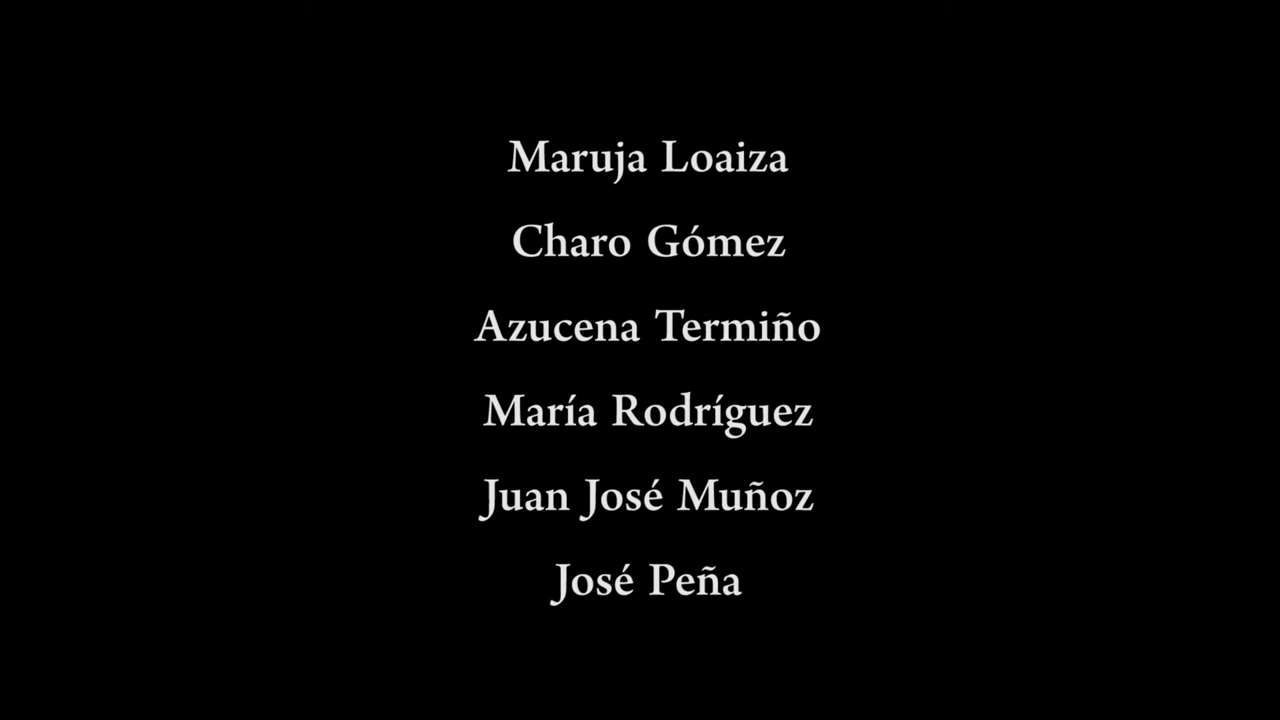 Maruja Loaiza
Charo Gómez
Azucena Termiño
María Rodríguez
Juan José Muñoz
José Peña